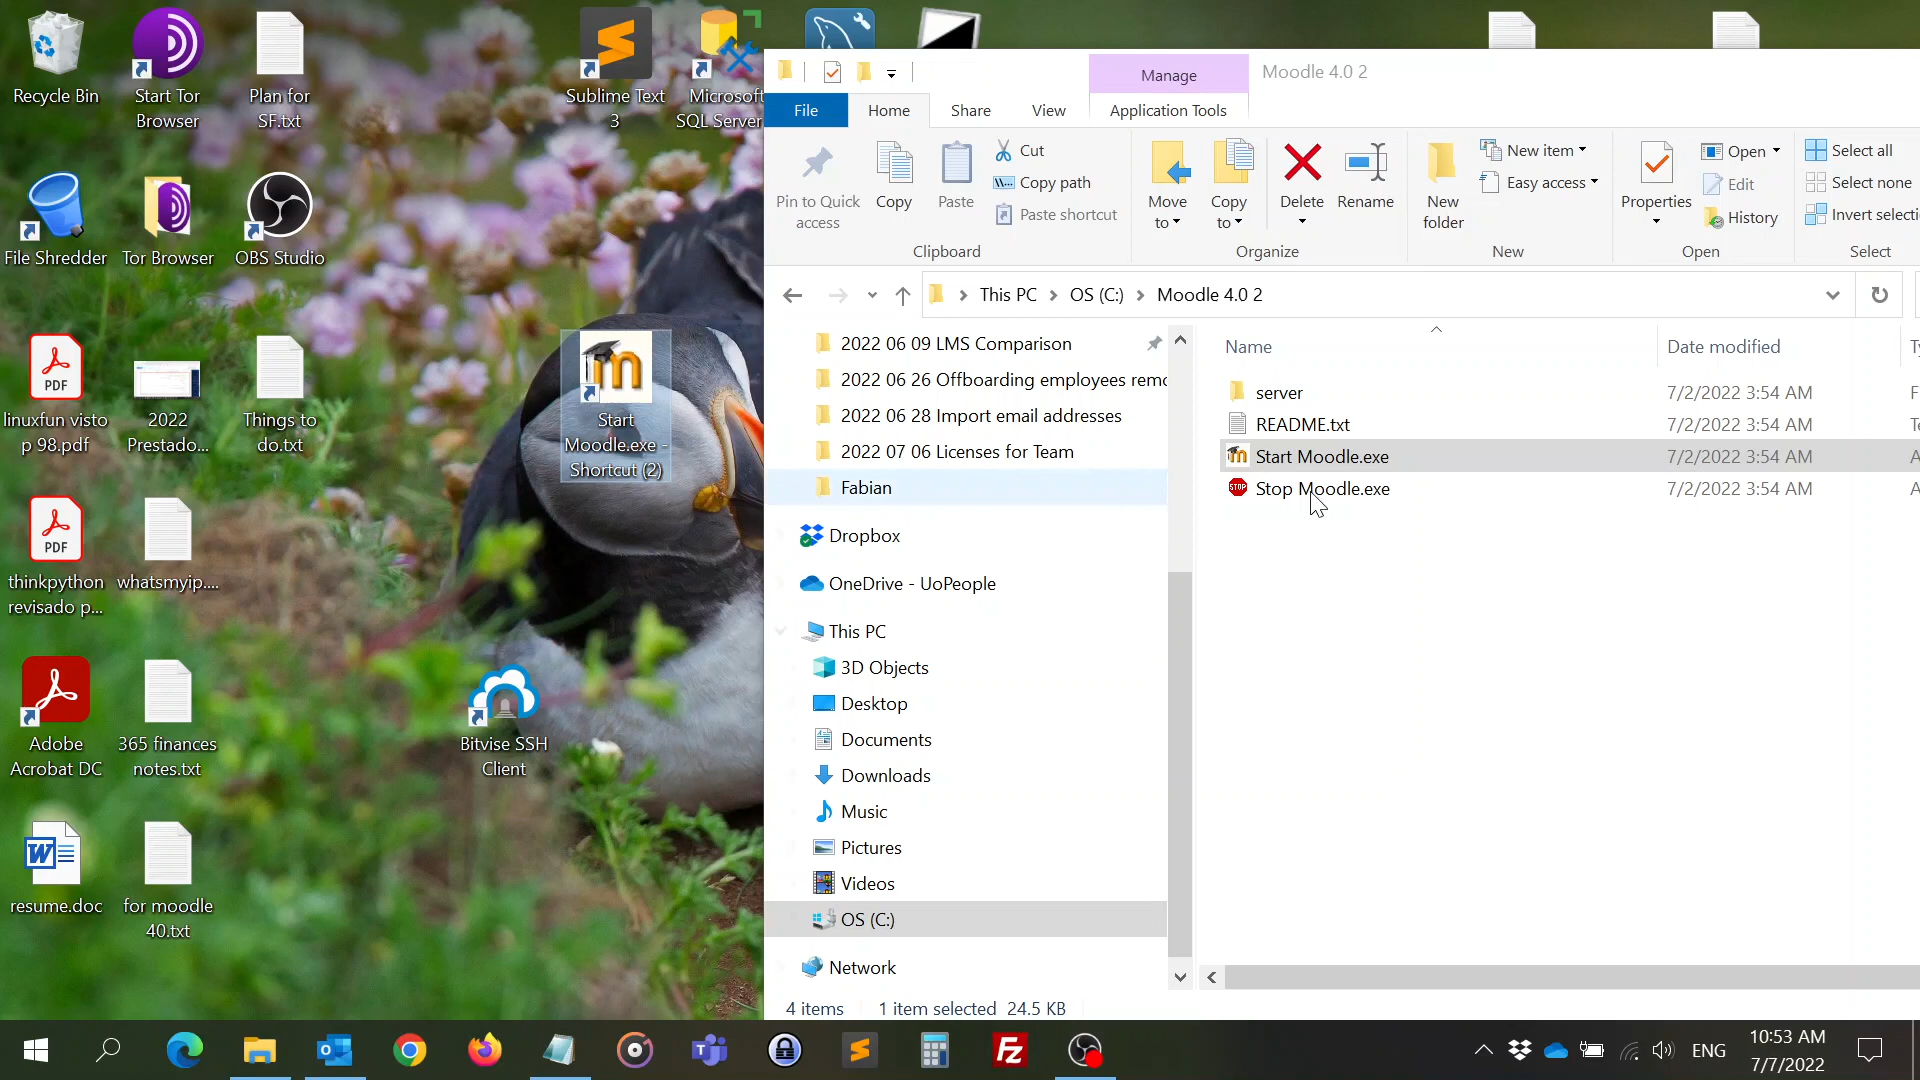 Recycle Bin
Start Tor
Browser
Plan for
SF.txt
File Shredder
Tor Browser
OBS Studio
PDF
linuxfun visto
p 98.pdf
2022
Prestado...
Things to
do.txt
PDF
thinkpython
revisado p...
whatsmyip....
Adobe
Acrobat DC
365 finances
notes.txt
W
resume.doc
for moodle
40.txt
Sublime Text
3
Microsoft
SQL Server
m
Start
Moodle.exe -
Shortcut (2)
Bitvise SSH
Client
Manage
Moodle 4.0 2
File
Home
Share
View
Application Tools
Pin to Quick
access
Copy
Paste
Cut
Copy path
Paste shortcut
Clipboard
Move
to
Copy
to
Delete
Rename
Organize
New
folder
New item
Easy access
New
Properties
Open
Edit
History
Open
Select all
Select none
Invert selecti
Select
This PC
OS (C:)
Moodle 4.0 2
2022 06 09 LMS Comparison
2022 06 26 Offboarding employees remo
2022 06 28 Import email addresses
2022 07 06 Licenses for Team
Fabian
Dropbox
OneDrive - UoPeople
This PC
3D Objects
Desktop
Documents
Downloads
Music
Pictures
Videos
OS (C:)
Network
Name
Date modified
Ty
server
7/2/2022 3:54 AM
F
README.txt
7/2/2022 3:54 AM
Te
m
Start Moodle.exe
7/2/2022 3:54 AM
A
STOP
Stop Moodle.exe
7/2/2022 3:54 AM
A
4 items
1 item selected 24.5 KB
ENG
10:53 AM
7/7/2022